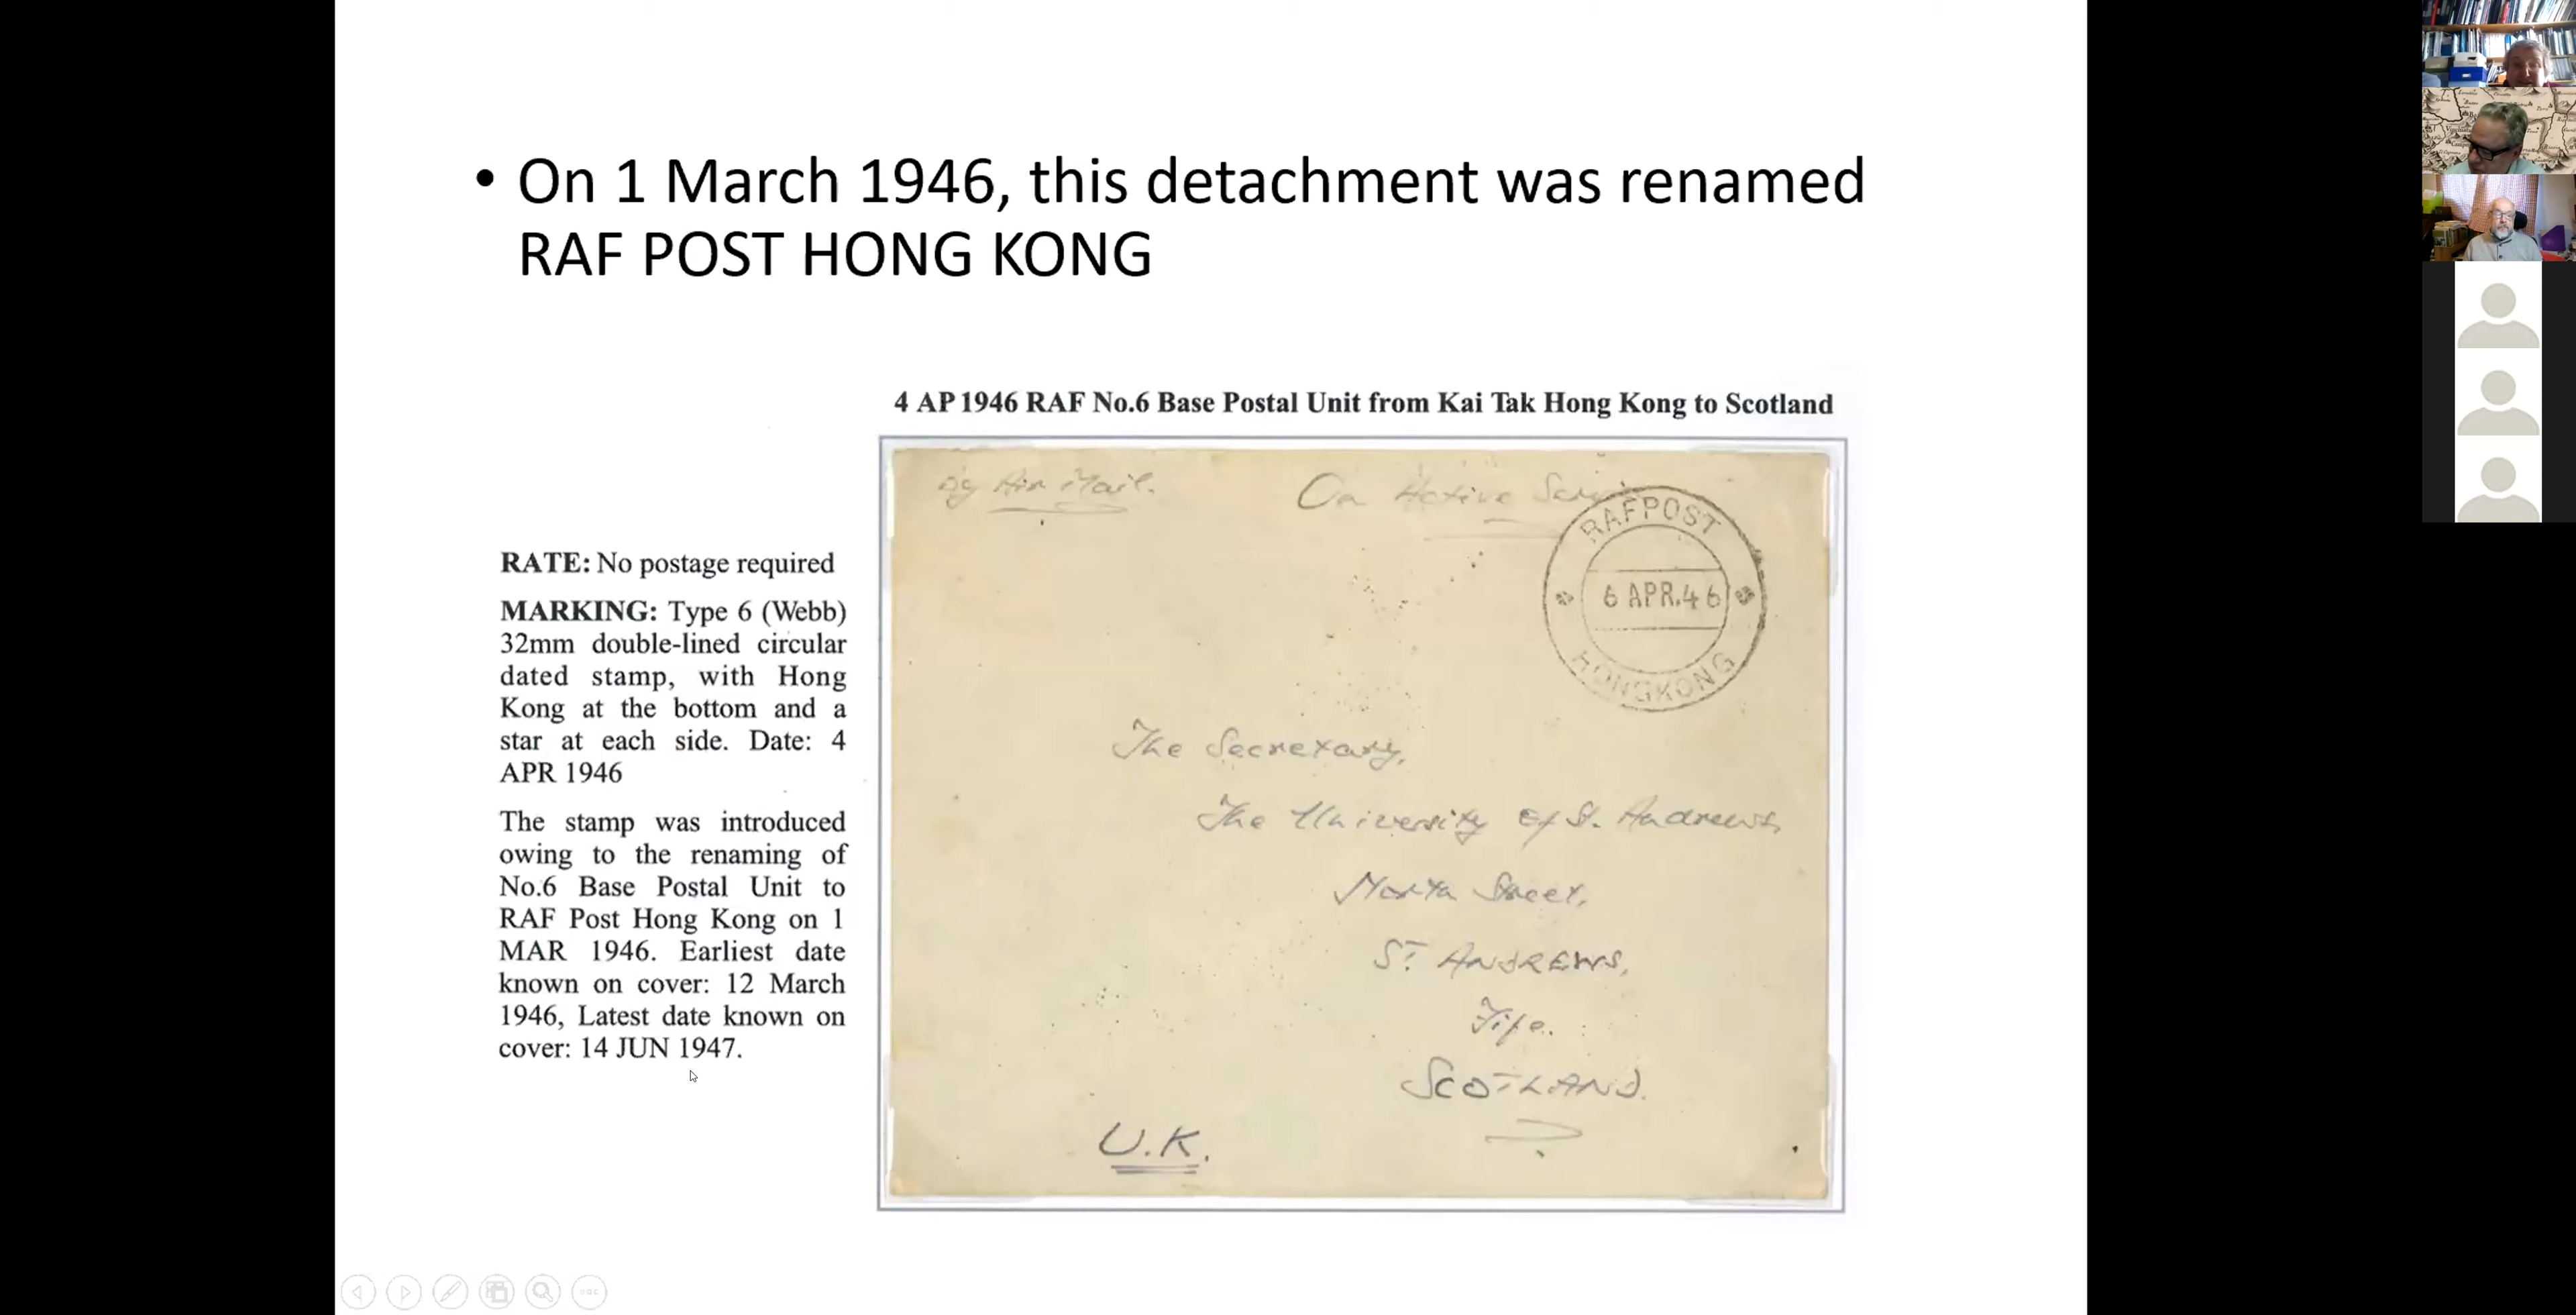 • On 1 March 1946, this detachment was renamed
RAF POST HONG KONG
4 AP 1946 RAF No.6 Base Postal Unit from Kai Tak Hong Kong to Scotland
RATE: No postage required
MARKING: Type 6 (Webb)
32mm double-lined circular
dated stamp, with Hong
Kong at the bottom and a
star at each side. Date: 4
APR 1946
The stamp was introduced
owing to the renaming of
No.6 Base Postal Unit to
RAF Post Hong Kong on 1
MAR 1946. Earliest date
known on cover: 12 March
1946, Latest date known on
cover: 14 JUN 1947.
By Air Mail.
On Active
RAFPOST
6 APR.46
HONGKONG
The Secretary,
The University of St. Andrews,
North Street,
ST ANDREWS,
Fife.
SCOTLAND.
U.K.